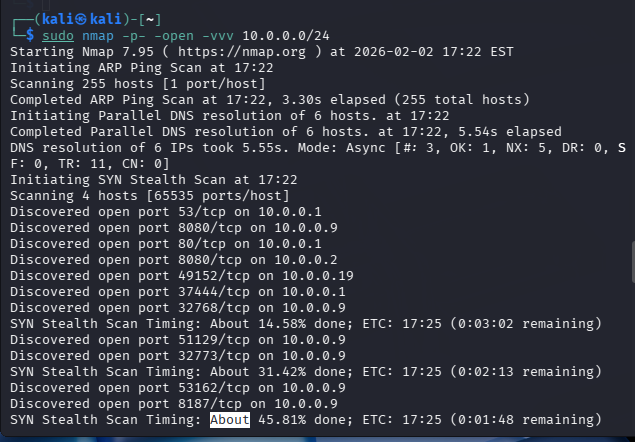 ┌──(kali㉿kali)-[~]
└─$ sudo nmap -p- -open -vvv 10.0.0.0/24
Starting Nmap 7.95 ( https://nmap.org ) at 2026-02-02 17:22 EST
Initiating ARP Ping Scan at 17:22
Scanning 255 hosts [1 port/host]
Completed ARP Ping Scan at 17:22, 3.30s elapsed (255 total hosts)
Initiating Parallel DNS resolution of 6 hosts. at 17:22
Completed Parallel DNS resolution of 6 hosts. at 17:22, 5.54s elapsed
DNS resolution of 6 IPs took 5.55s. Mode: Async [#: 3, OK: 1, NX: 5, DR: 0, S
F: 0, TR: 11, CN: 0]
Initiating SYN Stealth Scan at 17:22
Scanning 4 hosts [65535 ports/host]
Discovered open port 53/tcp on 10.0.0.1
Discovered open port 8080/tcp on 10.0.0.9
Discovered open port 80/tcp on 10.0.0.1
Discovered open port 8080/tcp on 10.0.0.2
Discovered open port 49152/tcp on 10.0.0.19
Discovered open port 37444/tcp on 10.0.0.1
Discovered open port 32768/tcp on 10.0.0.9
SYN Stealth Scan Timing: About 14.58% done; ETC: 17:25 (0:03:02 remaining)
Discovered open port 51129/tcp on 10.0.0.9
Discovered open port 32773/tcp on 10.0.0.9
SYN Stealth Scan Timing: About 31.42% done; ETC: 17:25 (0:02:13 remaining)
Discovered open port 53162/tcp on 10.0.0.9
Discovered open port 8187/tcp on 10.0.0.9
SYN Stealth Scan Timing: About 45.81% done; ETC: 17:25 (0:01:48 remaining)